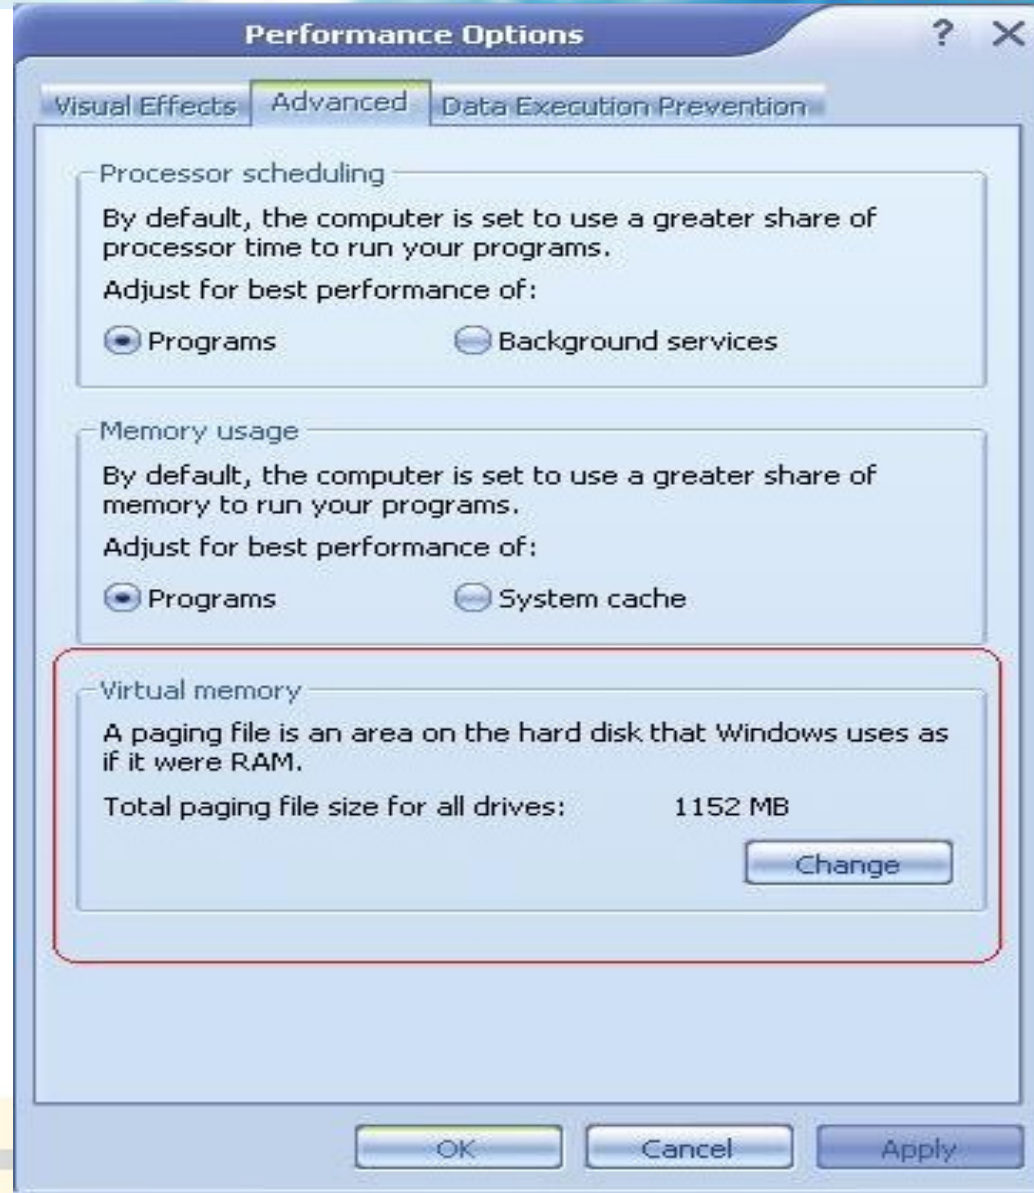 Performance Options
?
Visual Effects Advanced Data Execution Prevention
Processor scheduling
By default, the computer is set to use a greater share of
processor time to run your programs.
Adjust for best performance of:
Programs Background services
Memory usage
By default, the computer is set to use a greater share of
memory to run your programs.
Adjust for best performance of:
Programs System cache
Virtual memory
A paging file is an area on the hard disk that Windows uses as
if it were RAM.
Total paging file size for all drives: 1152 MB
Change
OK Cancel Apply